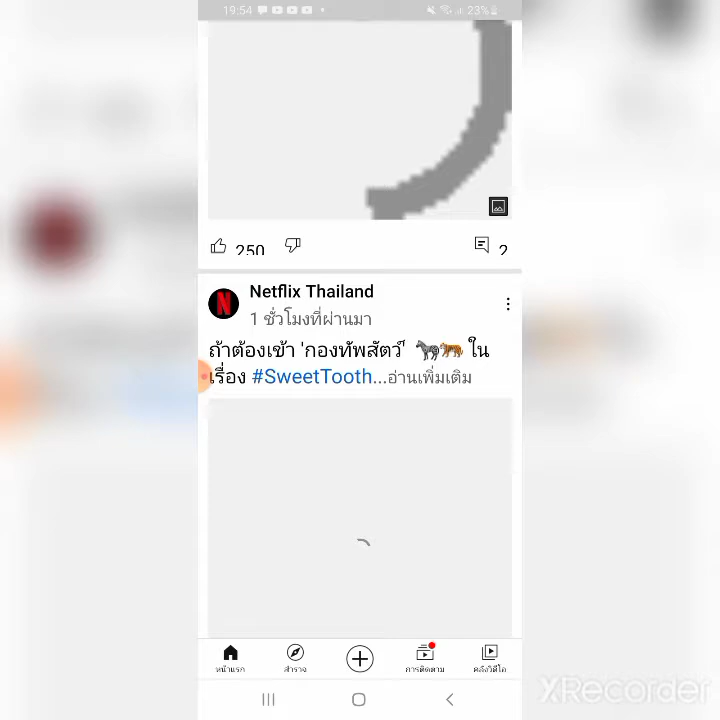 19:54
23%
250
2
Netflix Thailand
1 ชั่วโมงที่ผ่านมา
ถ้าต้องเข้า 'กองทัพสัตว์' 🦓🐅 ใน
เรื่อง #SweetTooth...อ่านเพิ่มเติม
หน้าแรก
สำรวจ
การติดตาม
คลังวิดีโอ
XRecorder